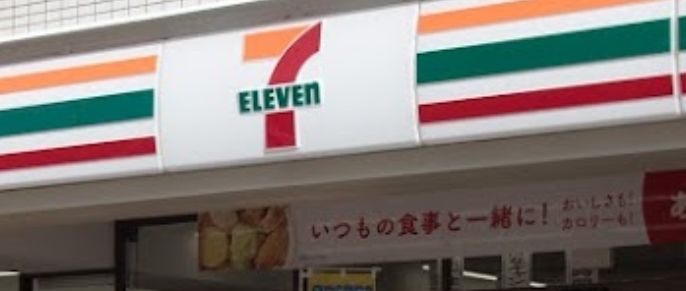 7
ELEVEn
いつもの食事と一緒に!
おいしさも!
カロリーも!